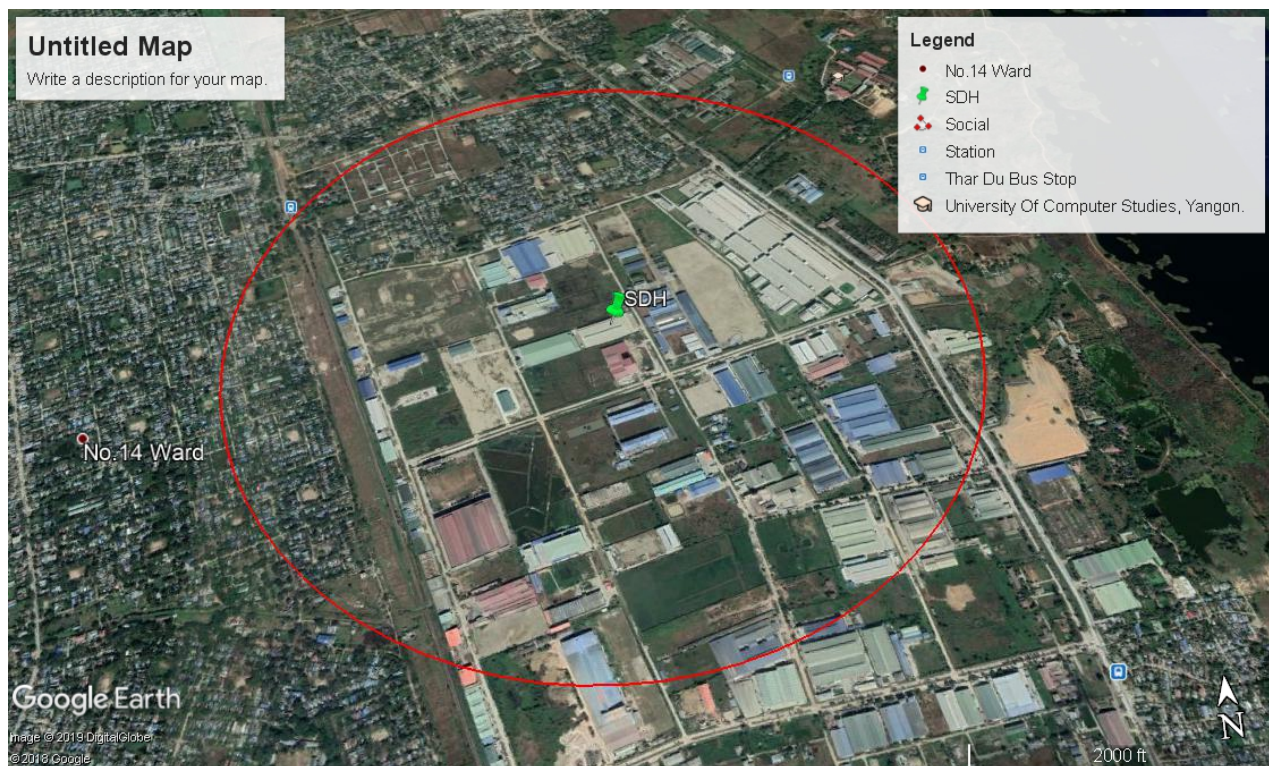 Untitled Map
Write a description for your map.
Legend
No.14 Ward
SDH
Social
Station
Thar Du Bus Stop
University Of Computer Studies, Yangon.
SDH
No.14 Ward
Google Earth
mage © 2019 DigitalGlobe
© 2018 Google
N
2000 ft